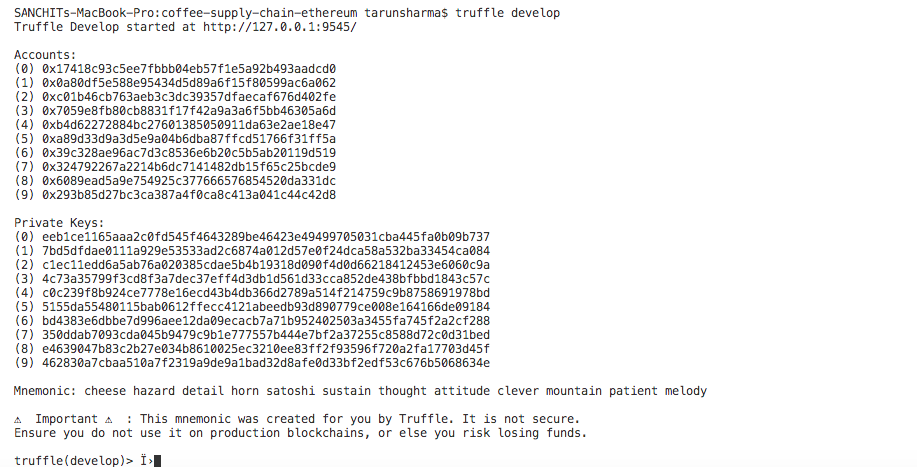 SANCHITs-MacBook-Pro:coffee-supply-chain-ethereum tarunsharma$ truffle develop
Truffle Develop started at http://127.0.0.1:9545/
Accounts:
(0) 0x17418c93c5ee7fbbb04eb57f1e5a92b493aadcd0
(1) 0x0a80df5e588e95434d5d89a6f15f80599ac6a062
(2) 0xc01b46cb763aeb3c3dc39357dfaecaf676d402fe
(3) 0x7059e8fb80cb8831f17f42a9a3a6f5bb46305a6d
(4) 0xb4d62272884bc27601385050911da63e2ae18e47
(5) 0xa89d33d9a3d5e9a04b6dba87ffcd51766f31ff5a
(6) 0x39c328ae96ac7d3c8536e6b20c5b5ab20119d519
(7) 0x324792267a2214b6dc7141482db15f65c25bcde9
(8) 0x6089ead5a9e754925c377666576854520da331dc
(9) 0x293b85d27bc3ca387a4f0ca8c413a041c44c42d8
Private Keys:
(0) eeb1ce1165aaa2c0fd545f4643289be46423e49499705031cba445fa0b09b737
(1) 7bd5dfdae0111a929e53533ad2c6874a012d57e0f24dca58a532ba33454ca084
(2) c1ec11edd6a5ab76a020385cdae5b4b19318d090f4d0d66218412453e6060c9a
(3) 4c73a35799f3cd8f3a7dec37eff4d3db1d561d33cca852de438bfbbd1843c57c
(4) c0c239f8b924ce7778e16ecd43b4db366d2789a514f214759c9b8758691978bd
(5) 5155da55480115bab0612ffecc4121abeedb93d890779ce008e164166de09184
(6) bd4383e6dbbe7d996aee12da09ecacb7a71b952402503a3455fa745f2a2cf288
(7) 350ddab7093cda045b9479c9b1e777557b444e7bf2a37255c8588d72c0d31bed
(8) e4639047b83c2b27e034b8610025ec3210ee83ff2f93596f720a2fa17703d45f
(9) 462830a7cbaa510a7f2319a9de9a1bad32d8afe0d33bf2edf53c676b5068634e
Mnemonic: cheese hazard detail horn satoshi sustain thought attitude clever mountain patient melody
⚠ Important ⚠ : This mnemonic was created for you by Truffle. It is not secure.
Ensure you do not use it on production blockchains, or else you risk losing funds.
truffle(develop)> Ï›